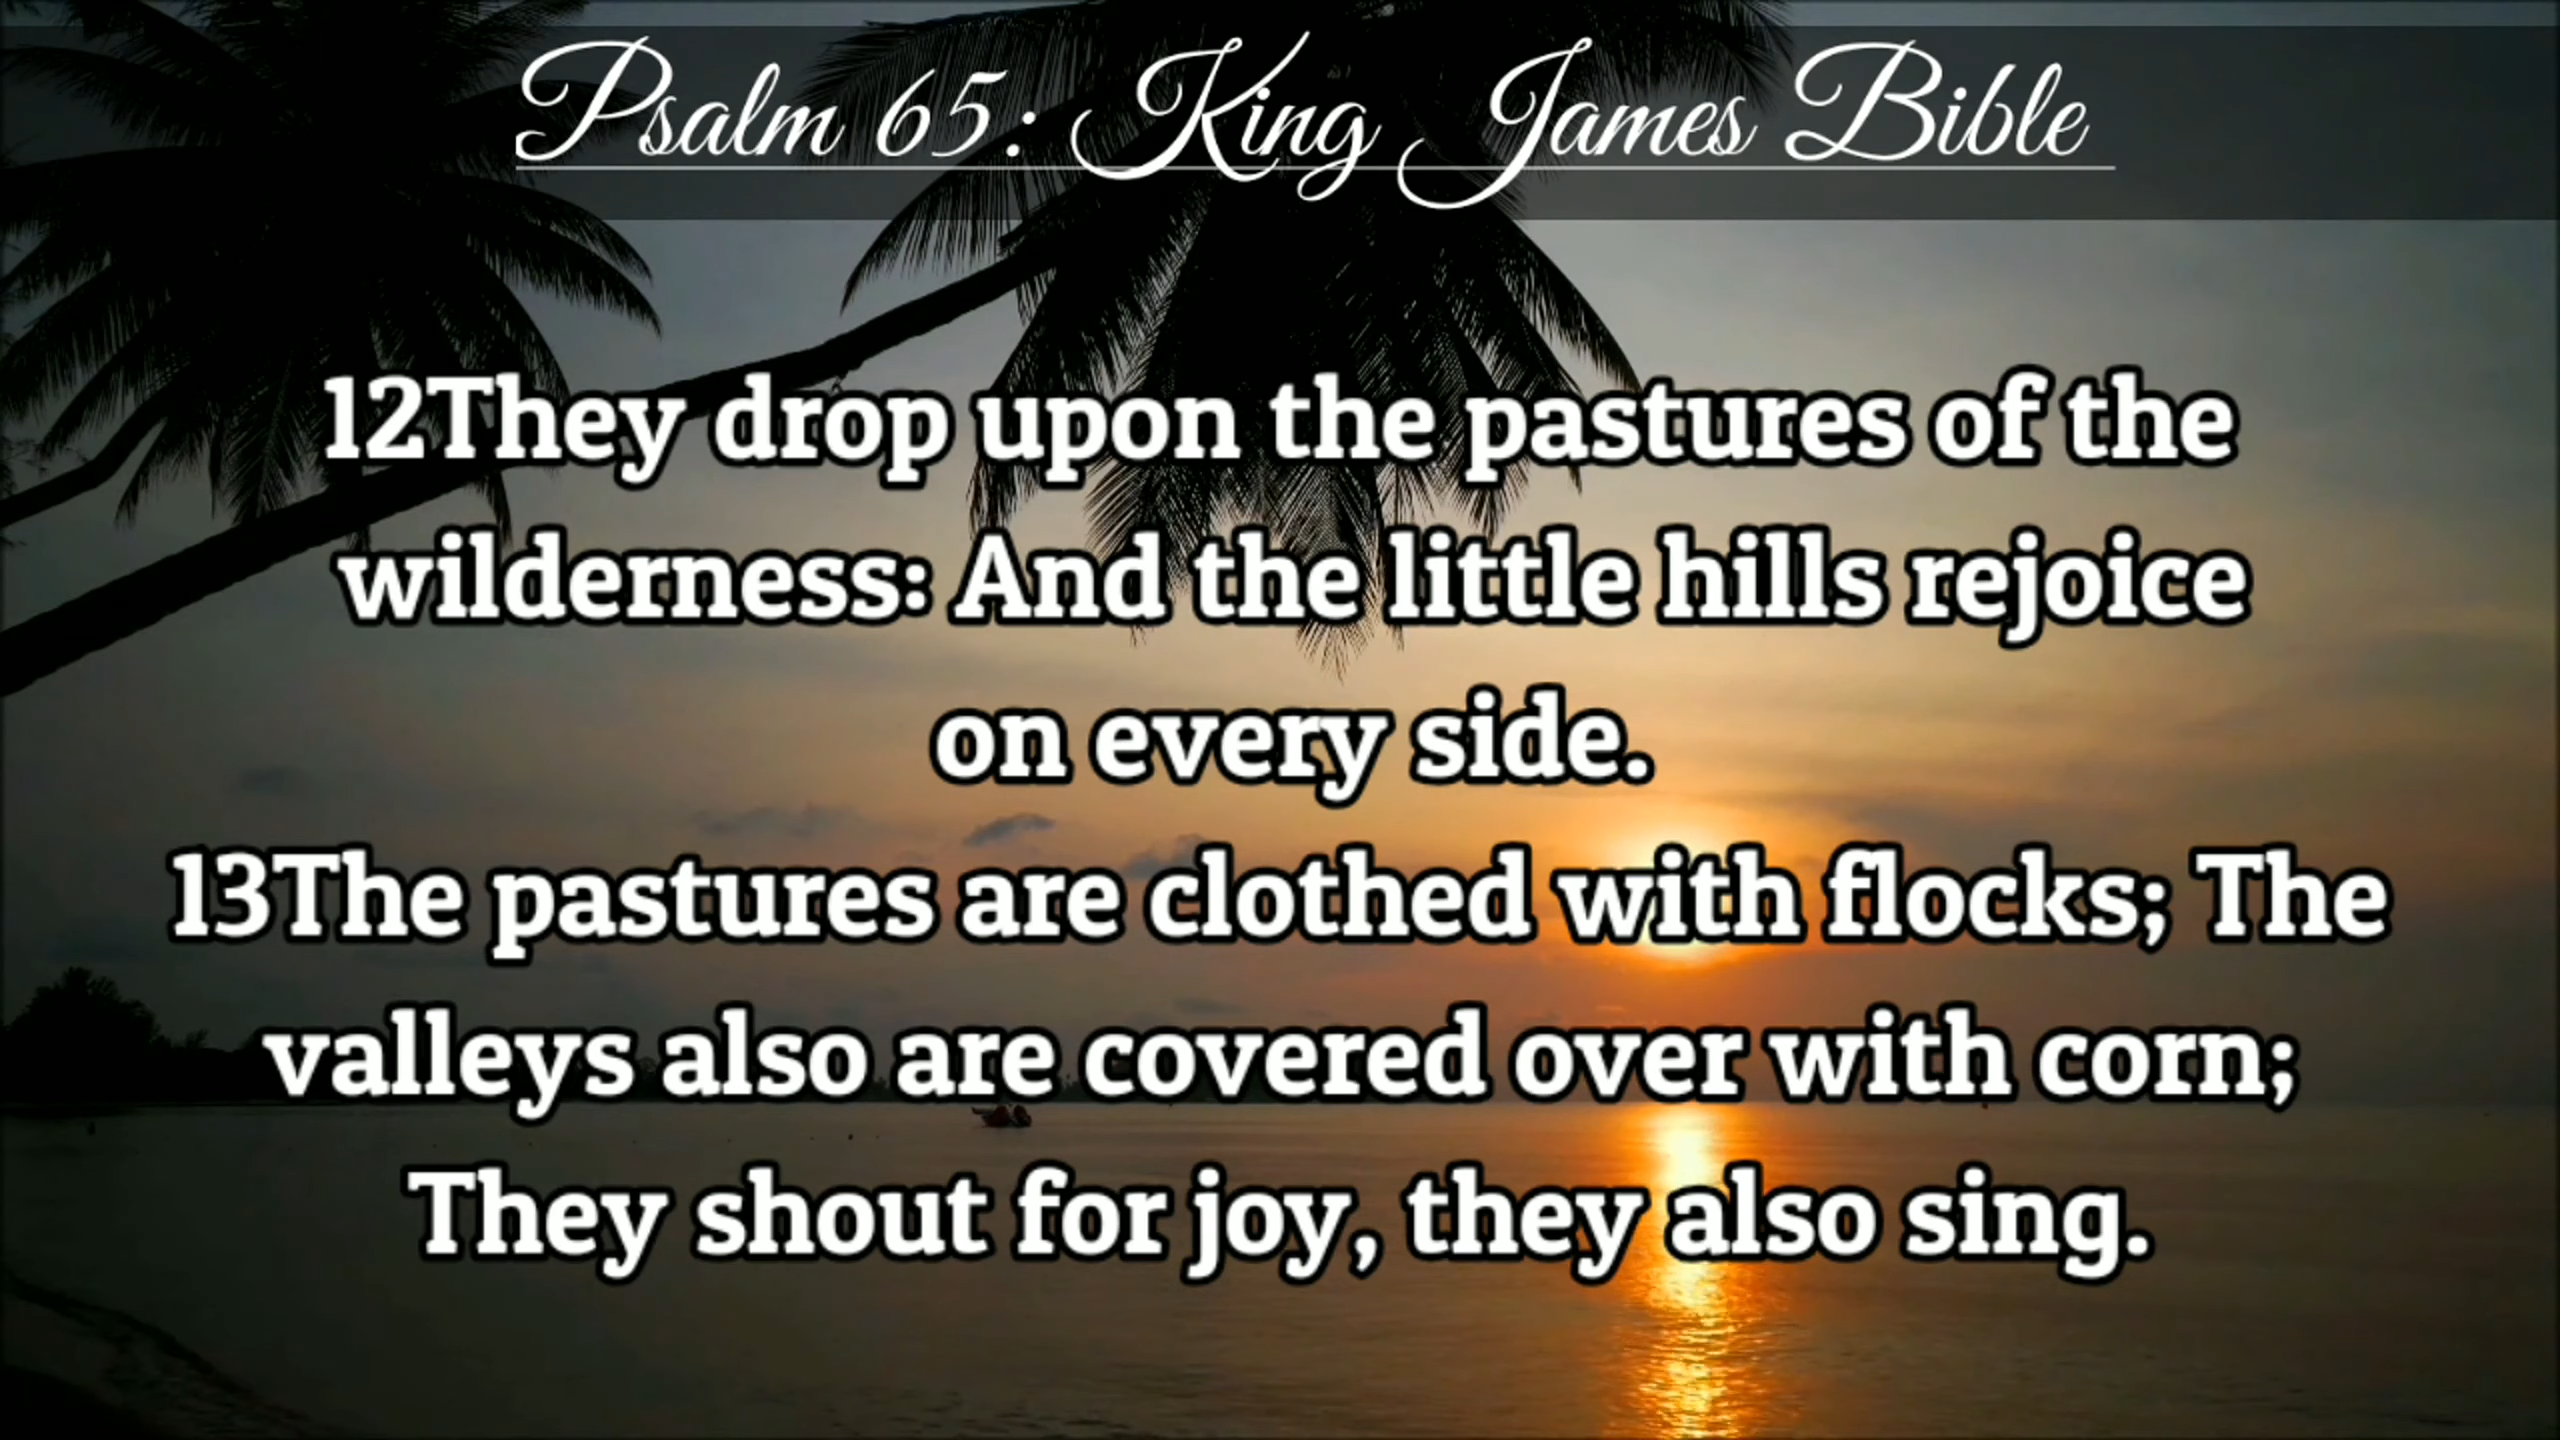 Psalm 65: King James Bible
12They drop upon the pastures of the
wilderness: And the little hills rejoice
on every side.
13The pastures are clothed with flocks; The
valleys also are covered over with corn;
They shout for joy, they also sing.